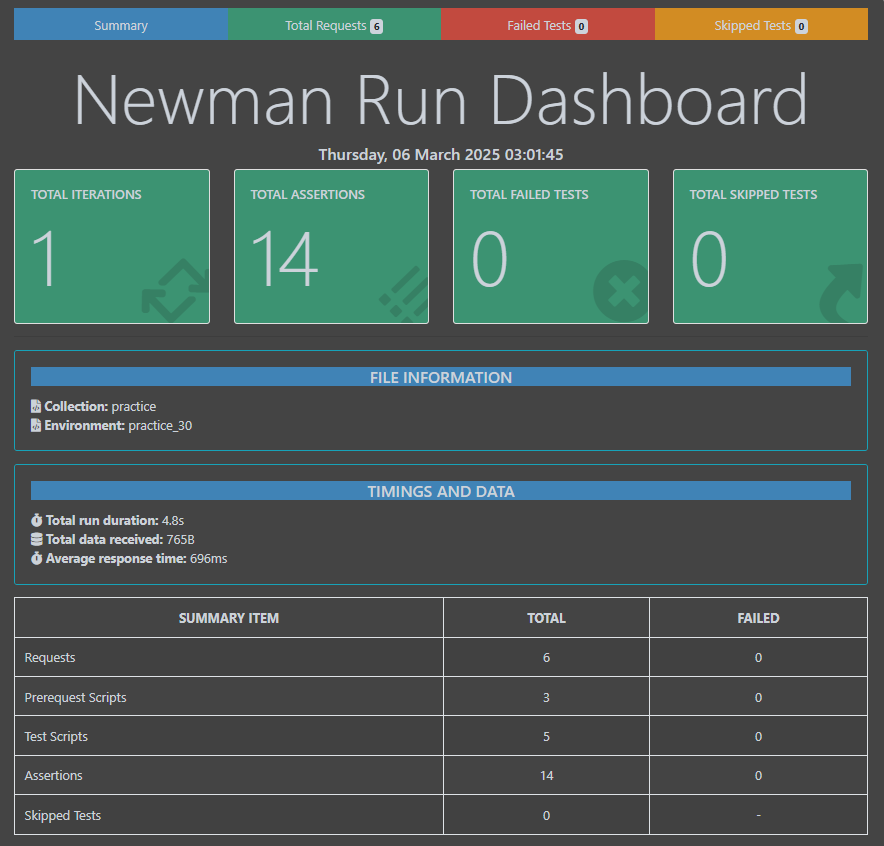 Summary Total Requests 6 Failed Tests 0 Skipped Tests 0
Newman Run Dashboard
Thursday, 06 March 2025 03:01:45
TOTAL ITERATIONS TOTAL ASSERTIONS TOTAL FAILED TESTS TOTAL SKIPPED TESTS
1 14 0 0
FILE INFORMATION
Collection: practice
Environment: practice_30
TIMINGS AND DATA
Total run duration: 4.8s
Total data received: 765B
Average response time: 696ms
SUMMARY ITEM TOTAL FAILED
Requests 6 0
Prerequest Scripts 3 0
Test Scripts 5 0
Assertions 14 0
Skipped Tests 0 -